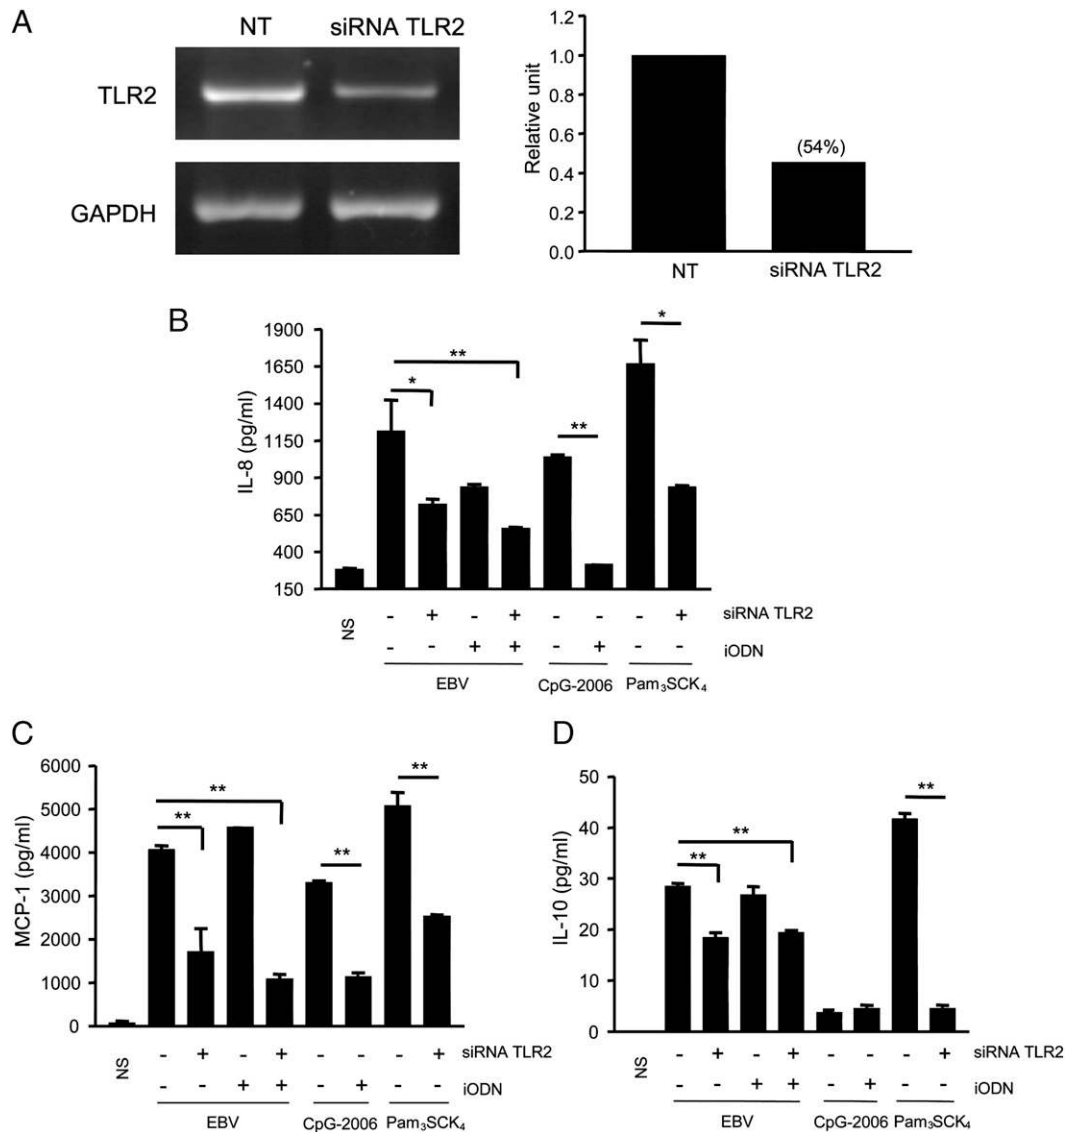 A
NT siRNA TLR2
TLR2
GAPDH
Relative unit
1.2
1.0
0.8
0.6
0.4
1.2
0.0
(54%)
NT siRNA TLR2
B
IL-8 (pg/ml)
1900
1650
1400
1150
900
650
400
150
* ** ** *
NS
- + - + - - - + siRNA TLR2
- - + + - + - - iODN
EBV CpG-2006 Pam3SCK4
C
MCP-1 (pg/ml)
6000
5000
4000
3000
2000
1000
0
** ** ** **
NS
- + - + - - - + siRNA TLR2
- - + + - + - - iODN
EBV CpG-2006 Pam3SCK4
D
IL-10 (pg/ml)
50
40
30
20
10
0
** ** **
NS
- + - + - - - + siRNA TLR2
- - + + - + - - iODN
EBV CpG-2006 Pam3SCK4